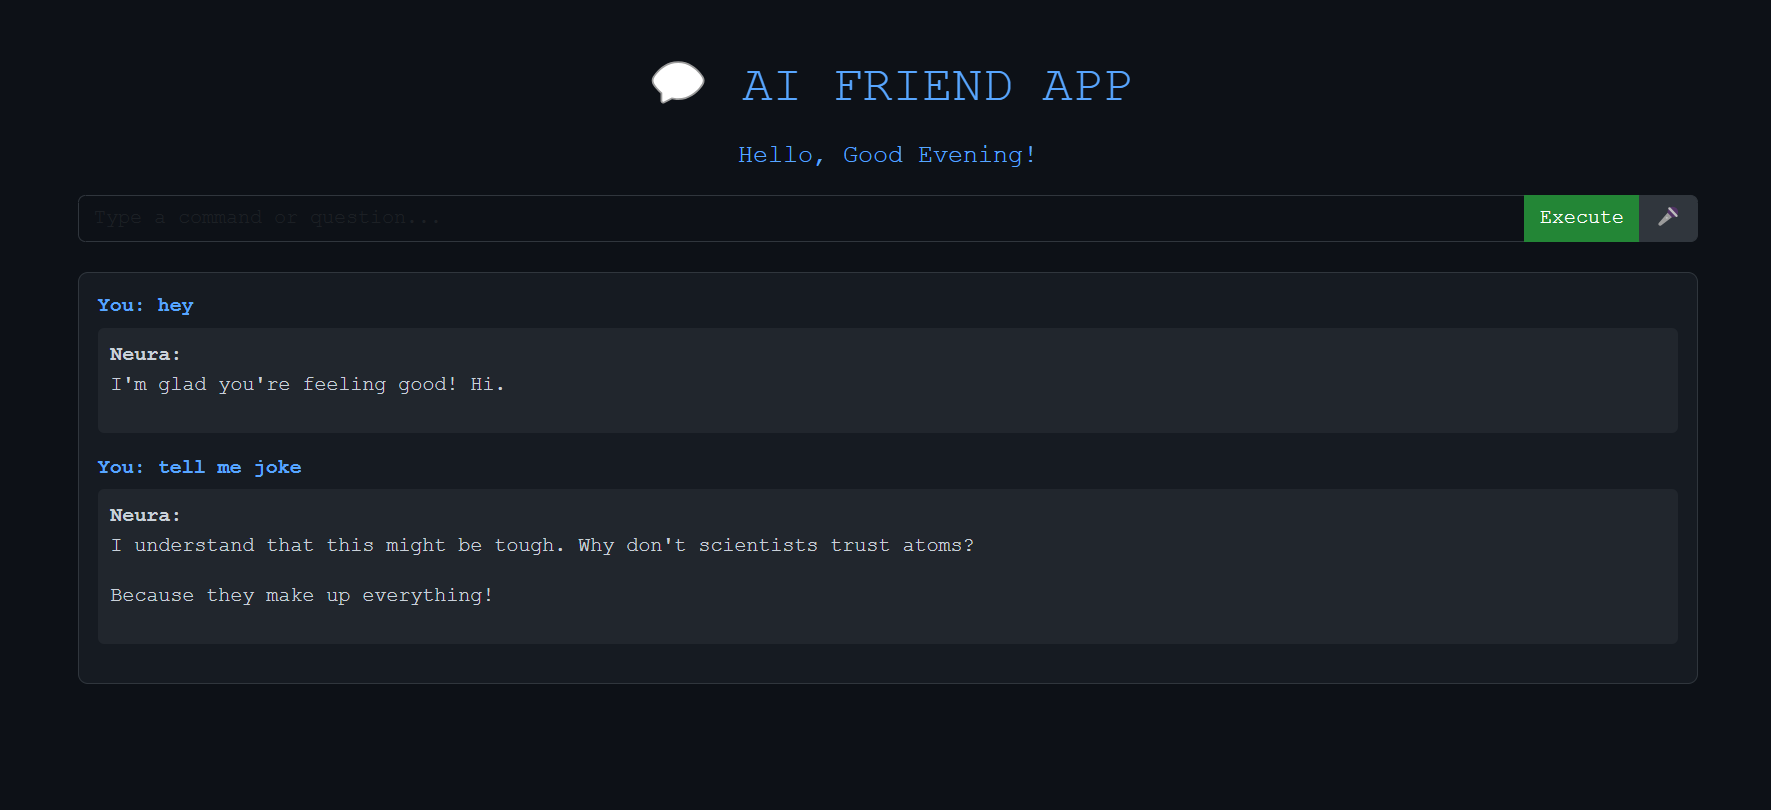 AI FRIEND APP
Hello, Good Evening!
Type a command or question...
Execute
You: hey
Neura:
I'm glad you're feeling good! Hi.
You: tell me joke
Neura:
I understand that this might be tough. Why don't scientists trust atoms?
Because they make up everything!